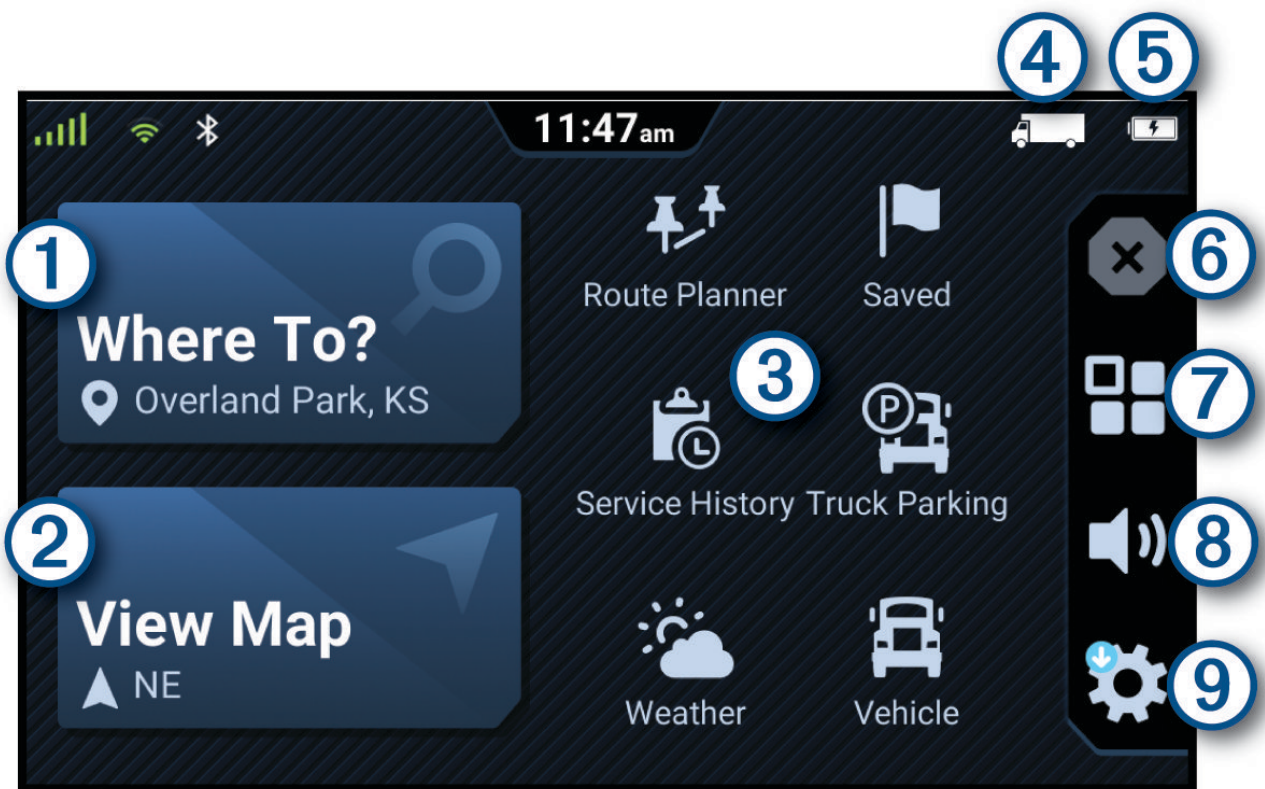 4 5
11:47am
1
Where To?
Overland Park, KS
2
View Map
NE
Route Planner Saved
3
P
Service History Truck Parking
Weather Vehicle
6
7
8
9